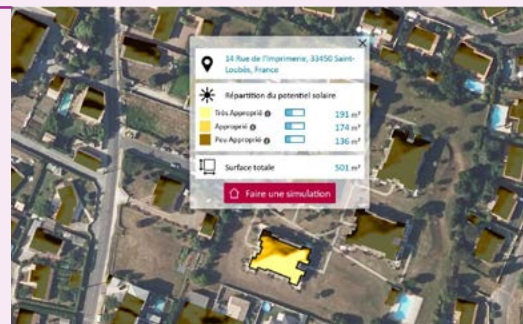 14 Rue de l'Imprimerie, 33450 Saint-
Loubès, France
Répartition du potentiel solaire
Très Approprié 191 m²
Approprié 174 m²
Peu Approprié 136 m²
Surface totale 501 m²
Faire une simulation